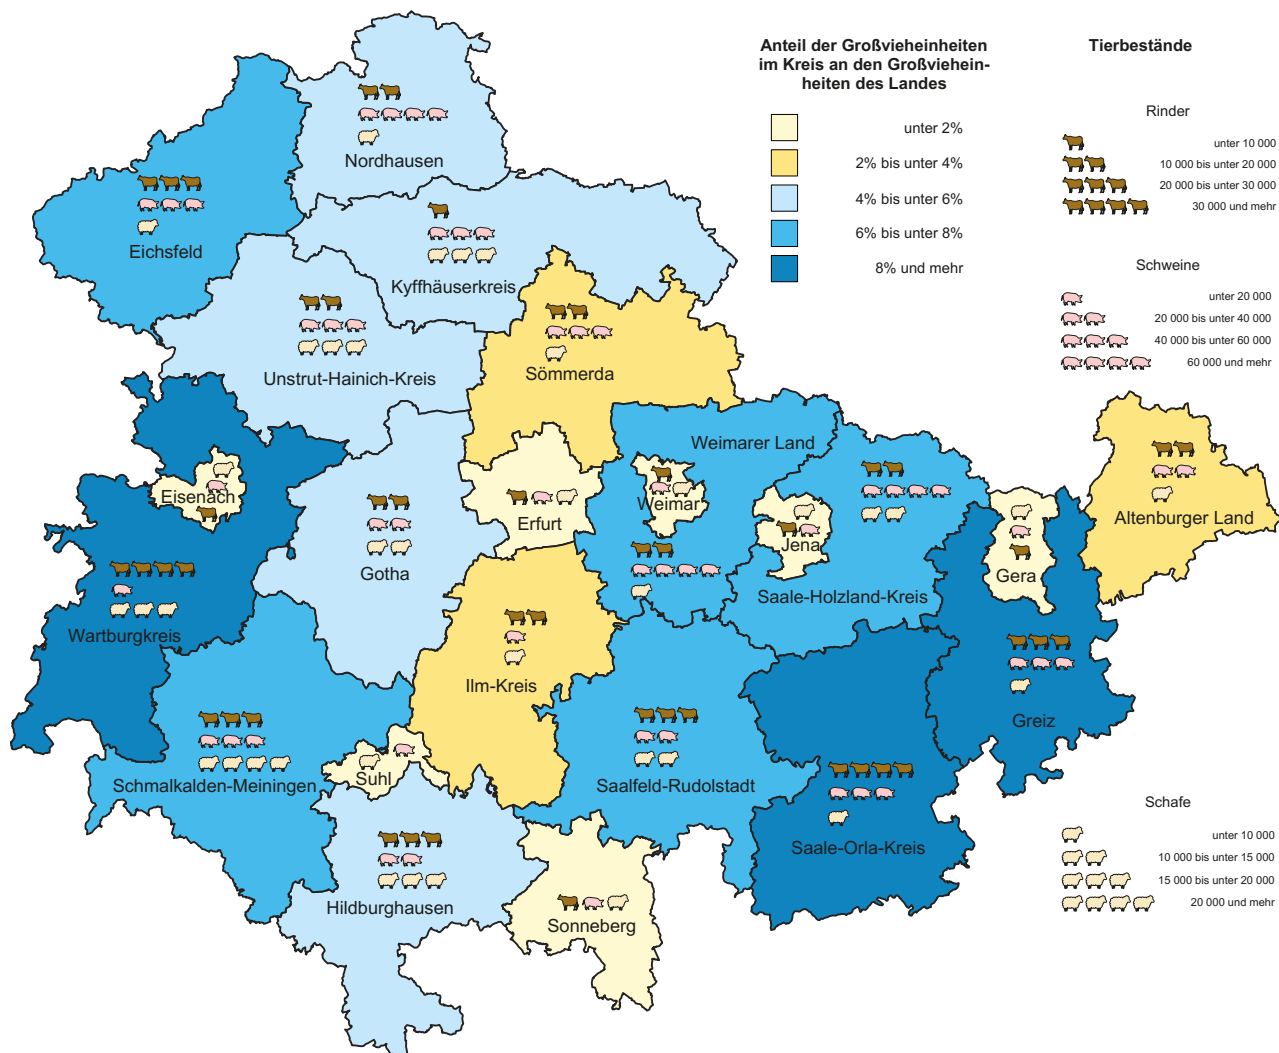 Anteil der Großvieheinheiten
im Kreis an den Großviehein-
heiten des Landes
unter 2%
2% bis unter 4%
4% bis unter 6%
6% bis unter 8%
8% und mehr
Tierbestände
Rinder
unter 10 000
10 000 bis unter 20 000
20 000 bis unter 30 000
30 000 und mehr
Schweine
unter 20 000
20 000 bis unter 40 000
40 000 bis unter 60 000
60 000 und mehr
Schafe
unter 10 000
10 000 bis unter 15 000
15 000 bis unter 20 000
20 000 und mehr
Nordhausen
Eichsfeld
Kyffhäuserkreis
Unstrut-Hainich-Kreis
Sömmerda
Weimarer Land
Eisenach
Weimar
Erfurt
Jena
Altenburger Land
Gotha
Gera
Saale-Holzland-Kreis
Wartburgkreis
Ilm-Kreis
Greiz
Suhl
Schmalkalden-Meiningen
Saalfeld-Rudolstadt
Saale-Orla-Kreis
Hildburghausen
Sonneberg